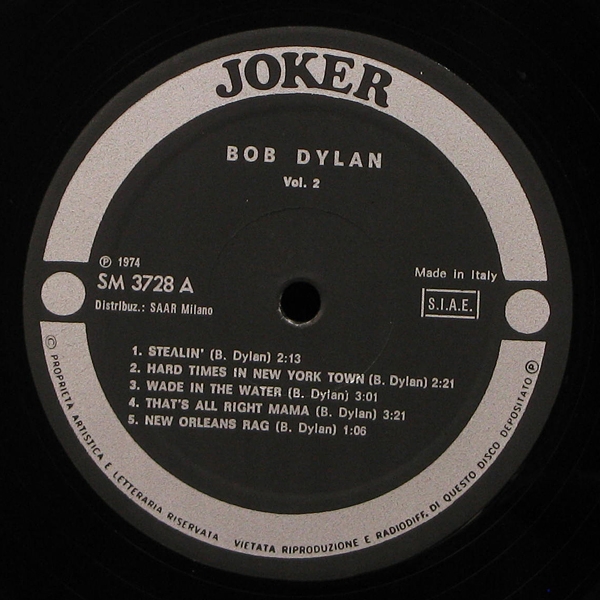 JOKER
BOB DYLAN
Vol. 2
℗ 1974
SM 3728 A
Distribuz.: SAAR Milano
Made in Italy
S.I.A.E.
1. STEALIN' (B. Dylan) 2:13
2. HARD TIMES IN NEW YORK TOWN (B. Dylan) 2:21
3. WADE IN THE WATER (B. Dylan) 3:01
4. THAT'S ALL RIGHT MAMA (B. Dylan) 3:21
5. NEW ORLEANS RAG (B. Dylan) 1:06
© PROPRIETA ARTISTICA E LETTERARIA RISERVATA VIETATA RIPRODUZIONE E RADIODIFF. DI QUESTO DISCO DEPOSITATO ℗